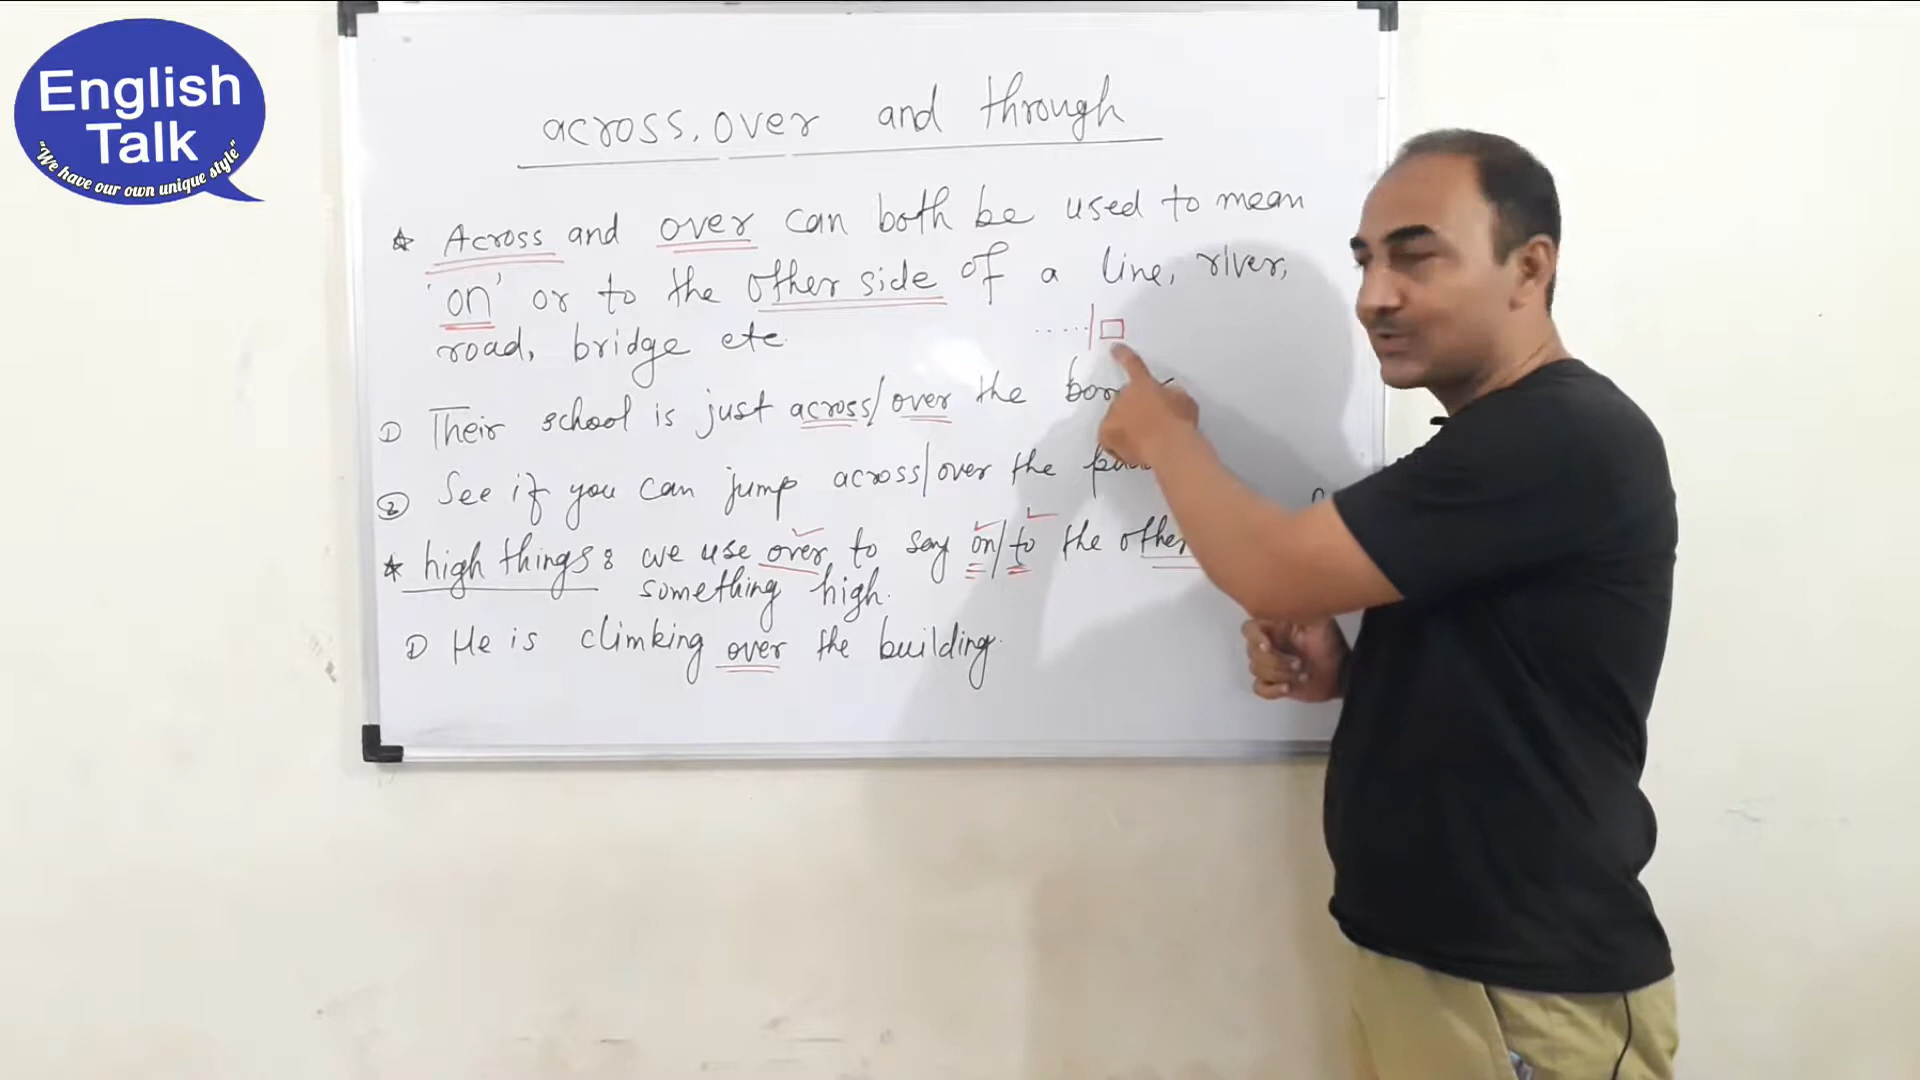 English
Talk
"We have our own unique style"
across, over and through
☆ Across and over can both be used to mean
'on' or to the other side of a line, river,
road, bridge etc.
① Their school is just across/over the
② See if you can jump across/over the
☆ high things: we use over to say on/to the other
something high.
① He is climbing over the building.